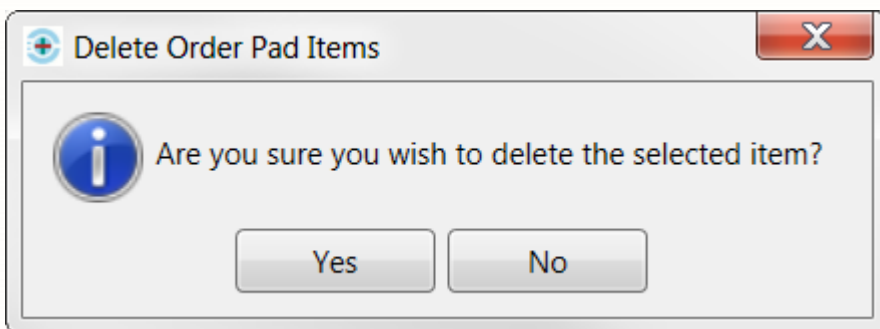 Delete Order Pad Items
Are you sure you wish to delete the selected item?
Yes No